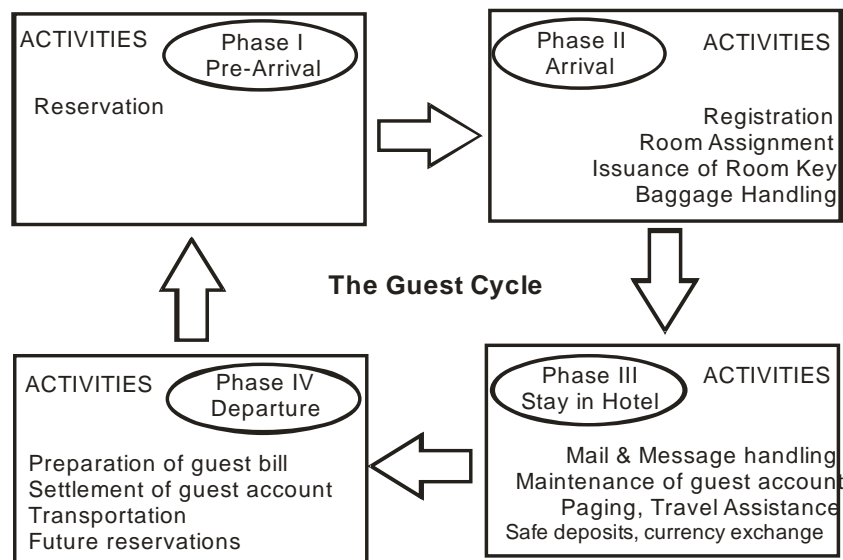 ACTIVITIES
Phase I
Pre-Arrival
Reservation
Phase II
Arrival
ACTIVITIES
Registration
Room Assignment
Issuance of Room Key
Baggage Handling
The Guest Cycle
ACTIVITIES
Phase IV
Departure
Preparation of guest bill
Settlement of guest account
Transportation
Future reservations
Phase III
Stay in Hotel
ACTIVITIES
Mail & Message handling
Maintenance of guest account
Paging, Travel Assistance
Safe deposits, currency exchange